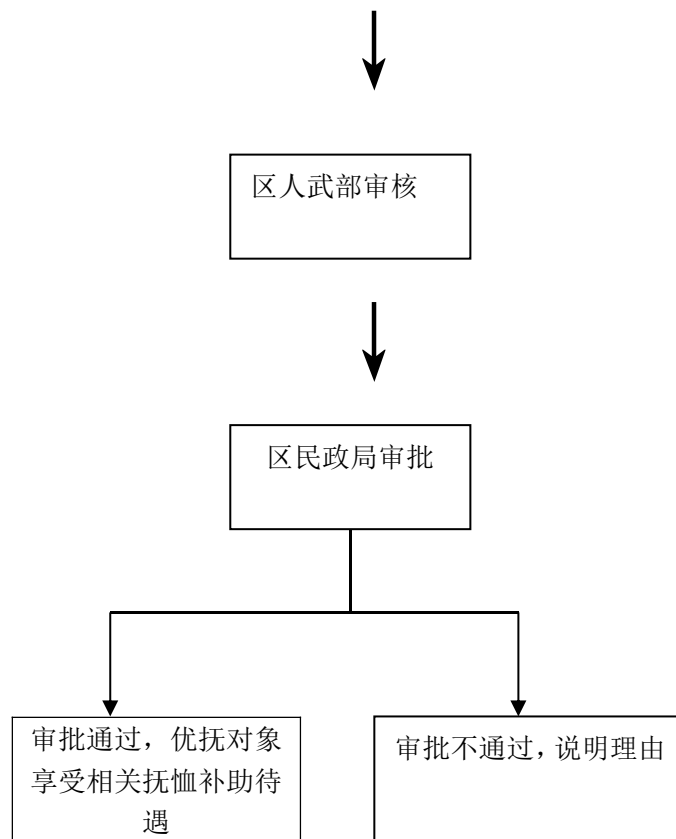 区人武部审核
区民政局审批
审批通过，优抚对象
享受相关抚恤补助待
遇
审批不通过，说明理由